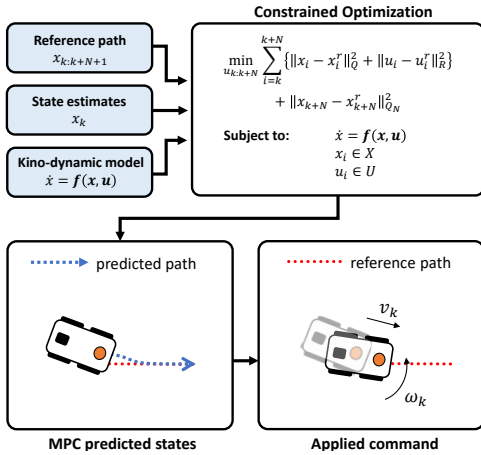 Constrained Optimization
Reference path
x_{k:k+N+1}
State estimates
x_k
Kino-dynamic model
ẋ = f(x, u)
min_{u_{k:k+N}} ∑_{i=k}^{k+N} {‖x_i − x_i^r‖_Q^2 + ‖u_i − u_i^r‖_R^2}
+ ‖x_{k+N} − x_{k+N}^r‖_{Q_N}^2
Subject to: ẋ = f(x, u)
x_i ∈ X
u_i ∈ U
predicted path
reference path
v_k
ω_k
MPC predicted states
Applied command